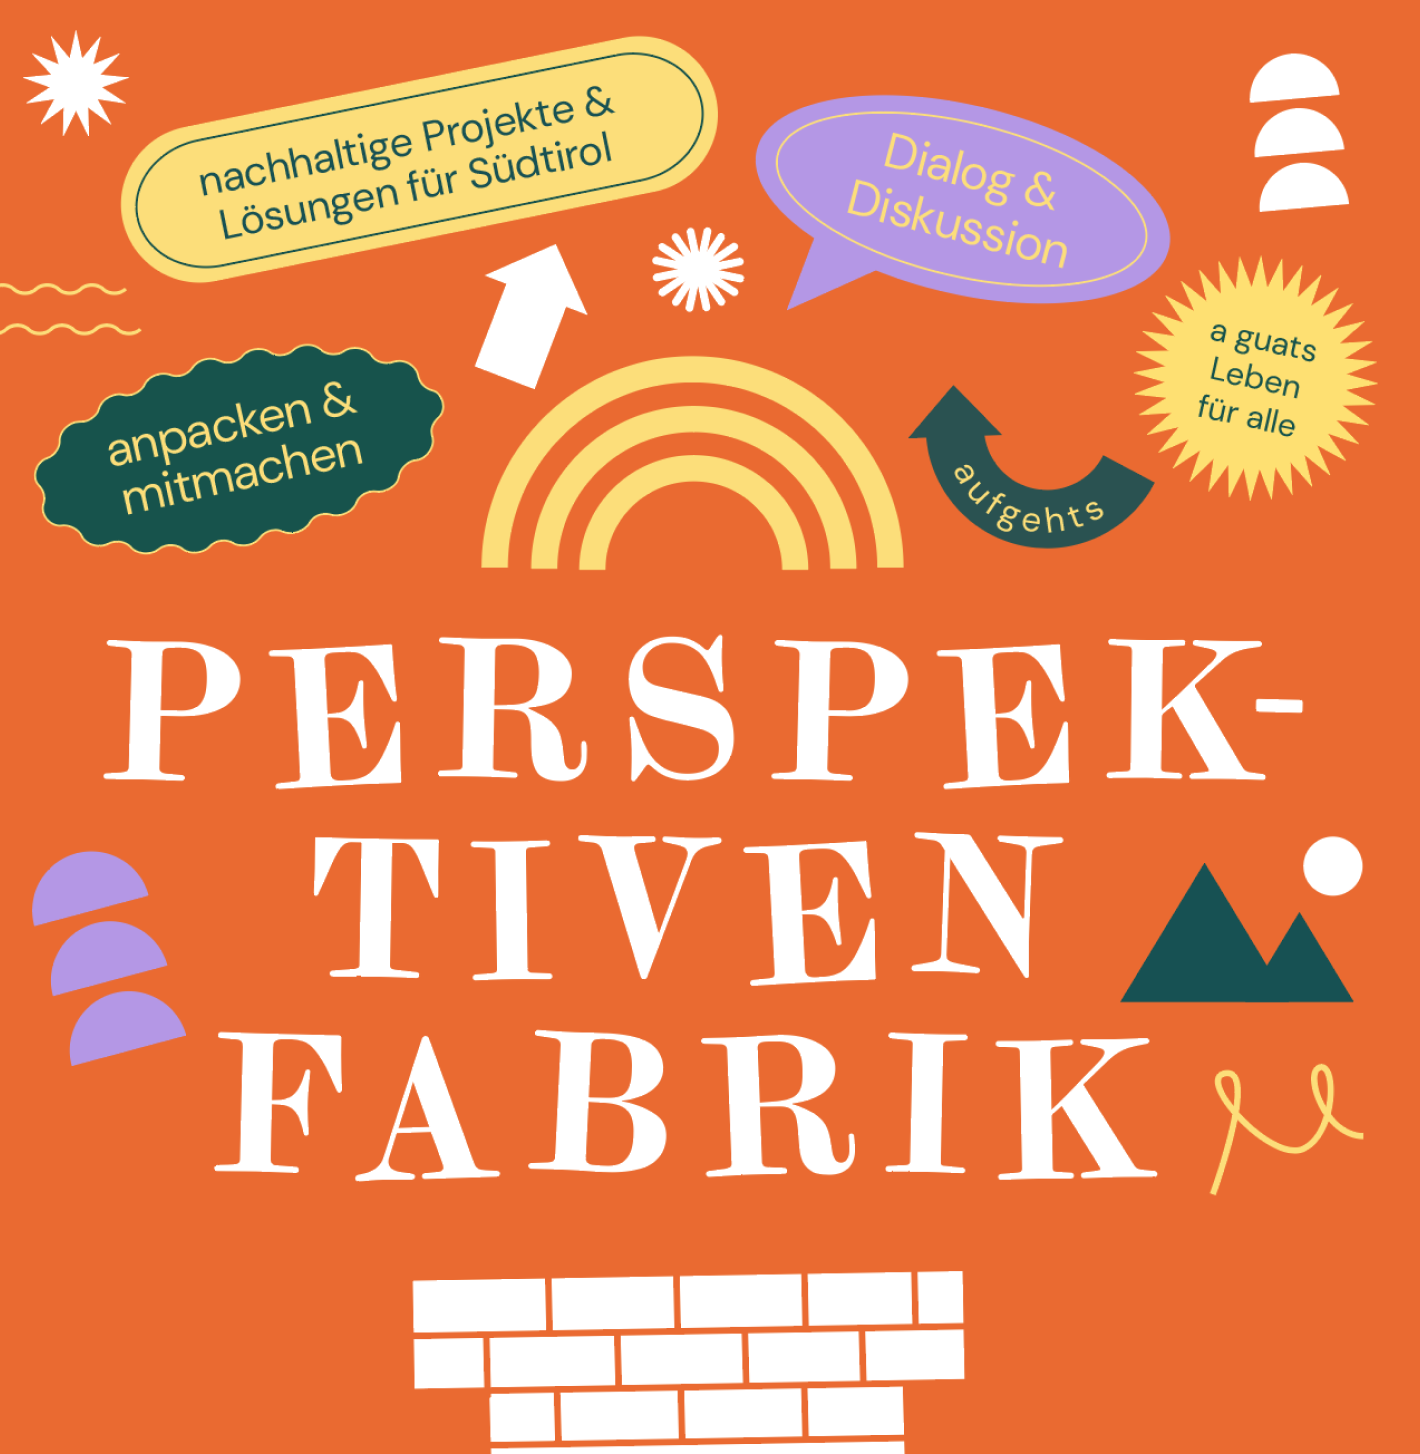 nachhaltige Projekte &
Lösungen für Südtirol
Dialog &
Diskussion
a guats
Leben
für alle
anpacken &
mitmachen
aufgehts
PERSPEK-
TIVEN
FABRIK